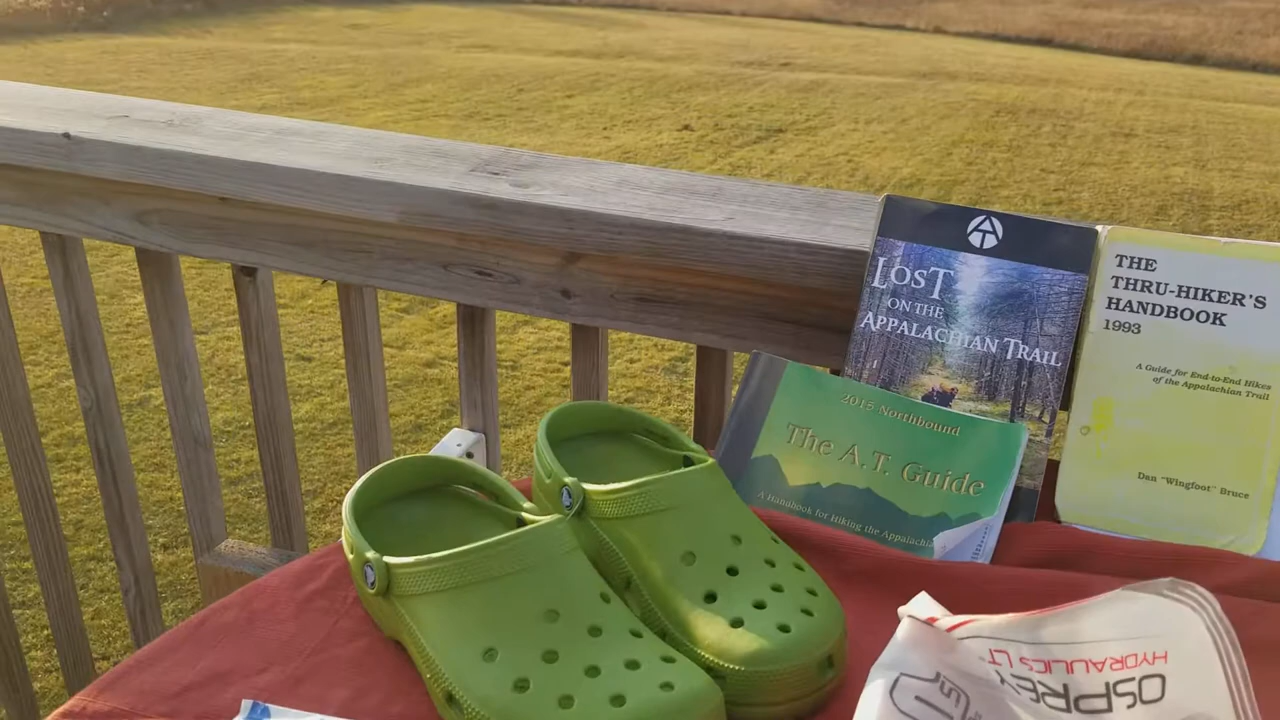 LOST
ON THE
APPALACHIAN TRAIL
THE
THRU-HIKER'S
HANDBOOK
1993
A Guide for End-to-End Hikes
of the Appalachian Trail
Dan "Wingfoot" Bruce
2015 Northbound
The A.T. Guide
A Handbook for Hiking the Appalachia
OSPREY
HYDRAULICS LT